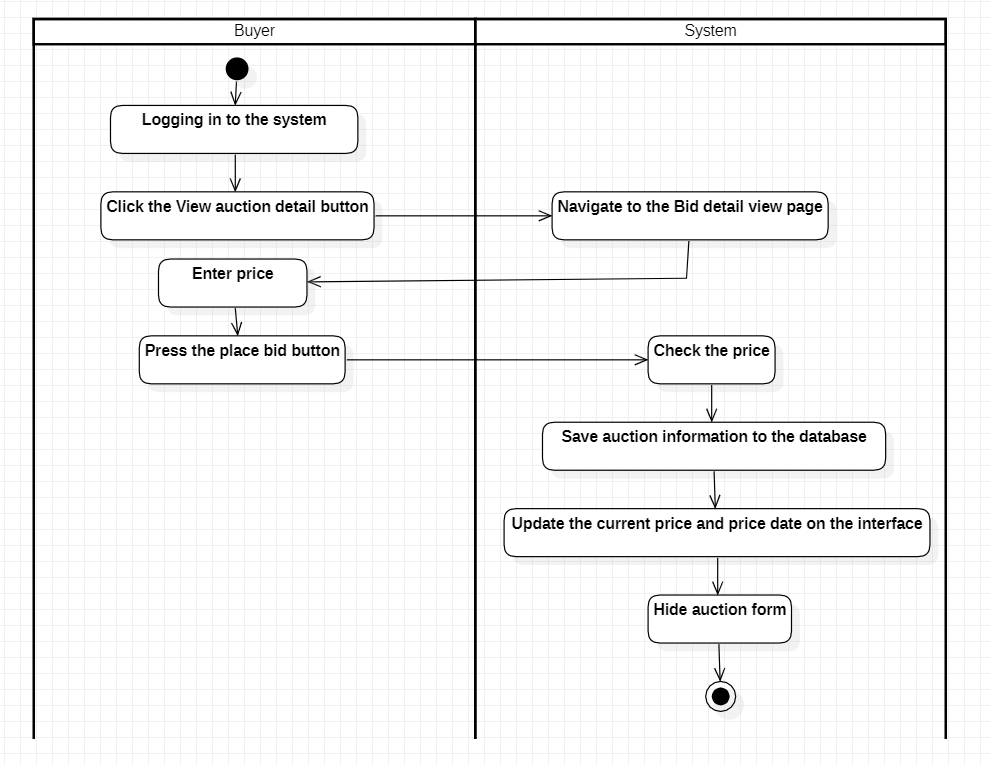 Buyer
System
Logging in to the system
Click the View auction detail button
Navigate to the Bid detail view page
Enter price
Press the place bid button
Check the price
Save auction information to the database
Update the current price and price date on the interface
Hide auction form